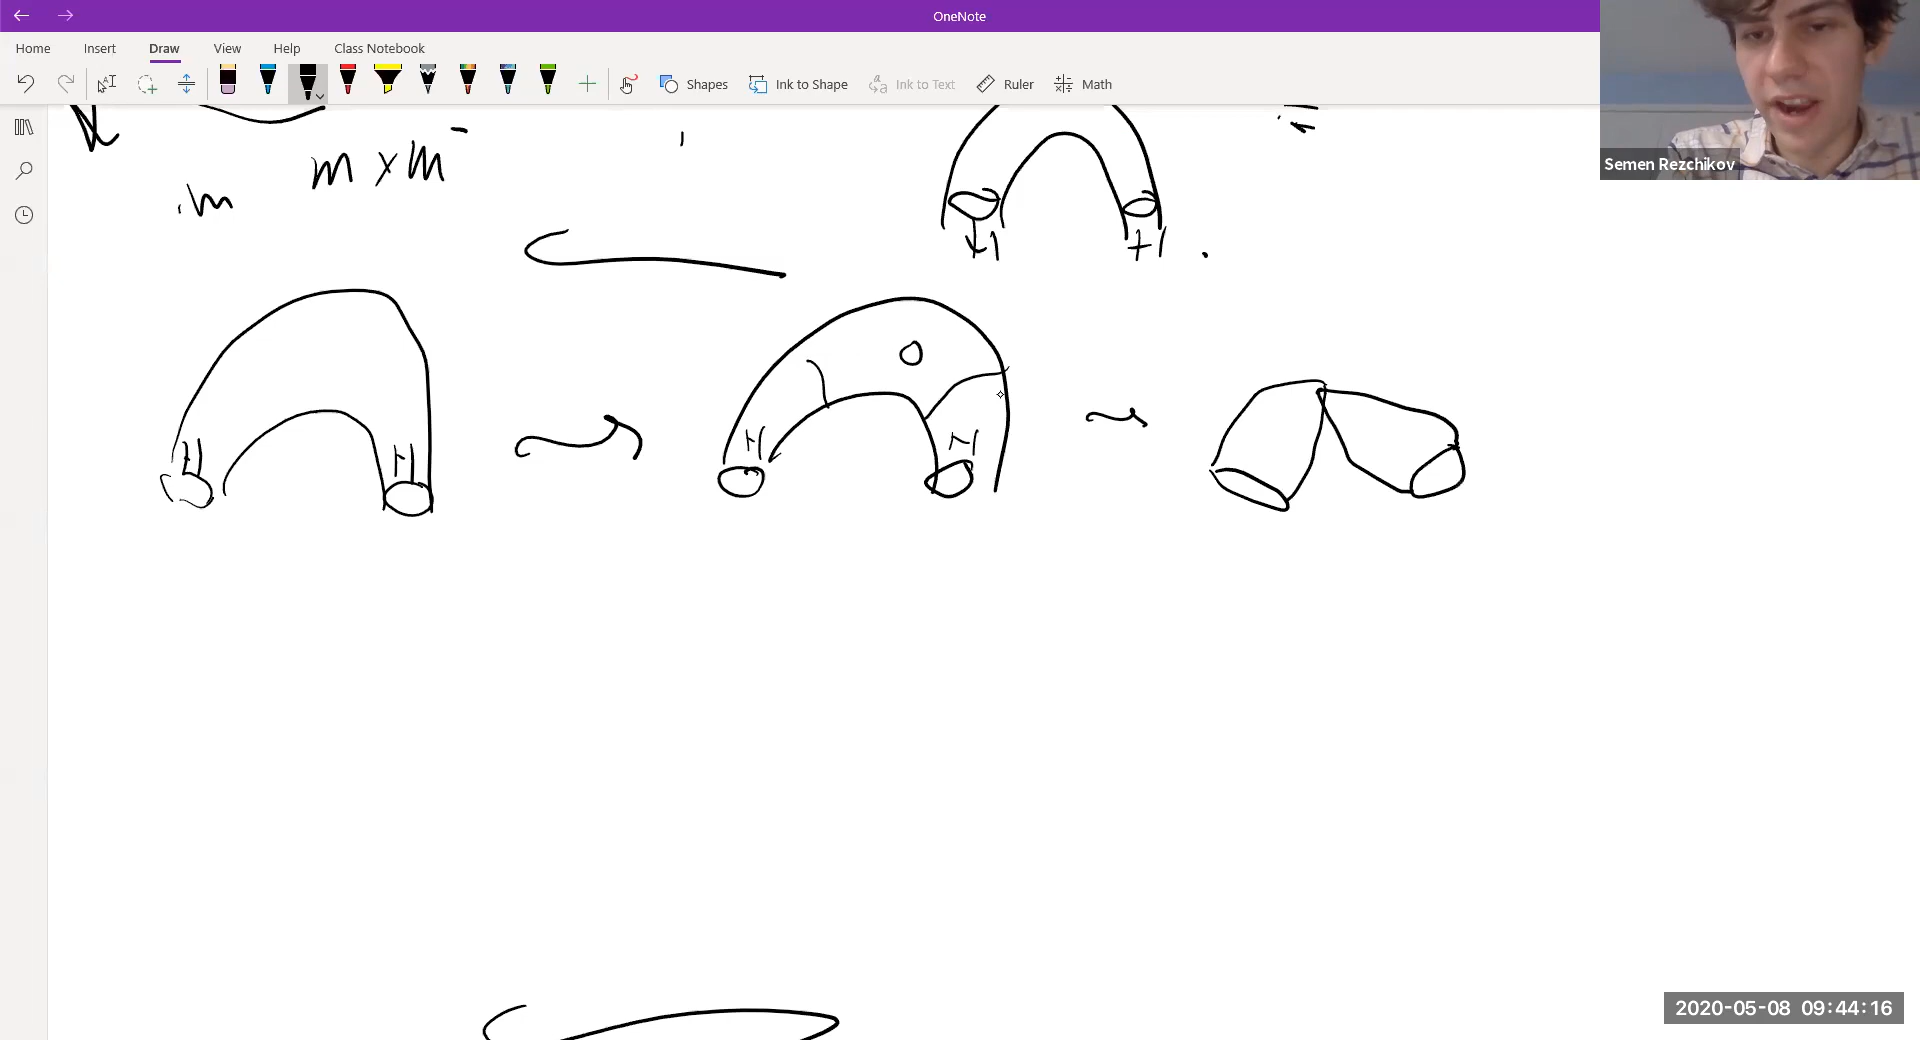 OneNote
Home Insert Draw View Help Class Notebook
Shapes Ink to Shape Ink to Text Ruler Math
Semen Rezchikov
m x m⁻
m
+1 +1
H H
O
H H
2020-05-08 09:44:16